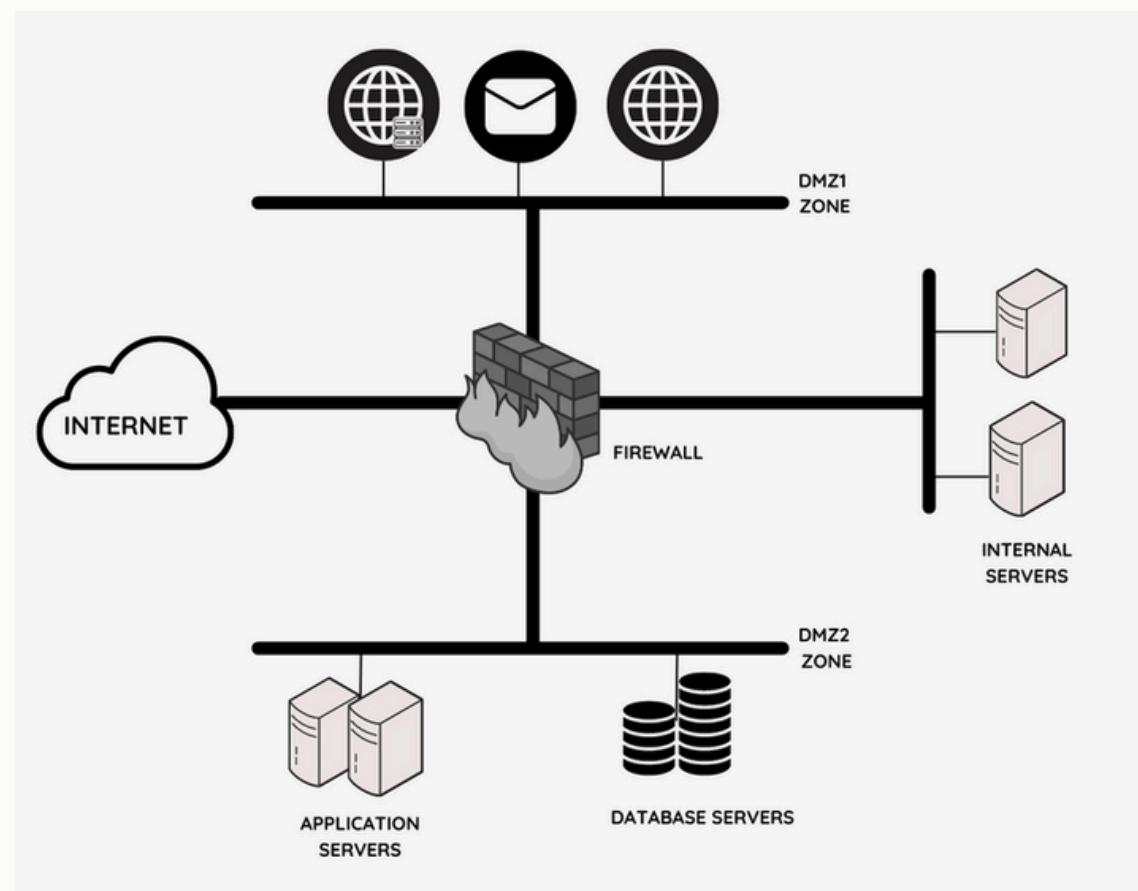 DMZ1
ZONE
INTERNET
FIREWALL
INTERNAL
SERVERS
DMZ2
ZONE
APPLICATION
SERVERS
DATABASE SERVERS